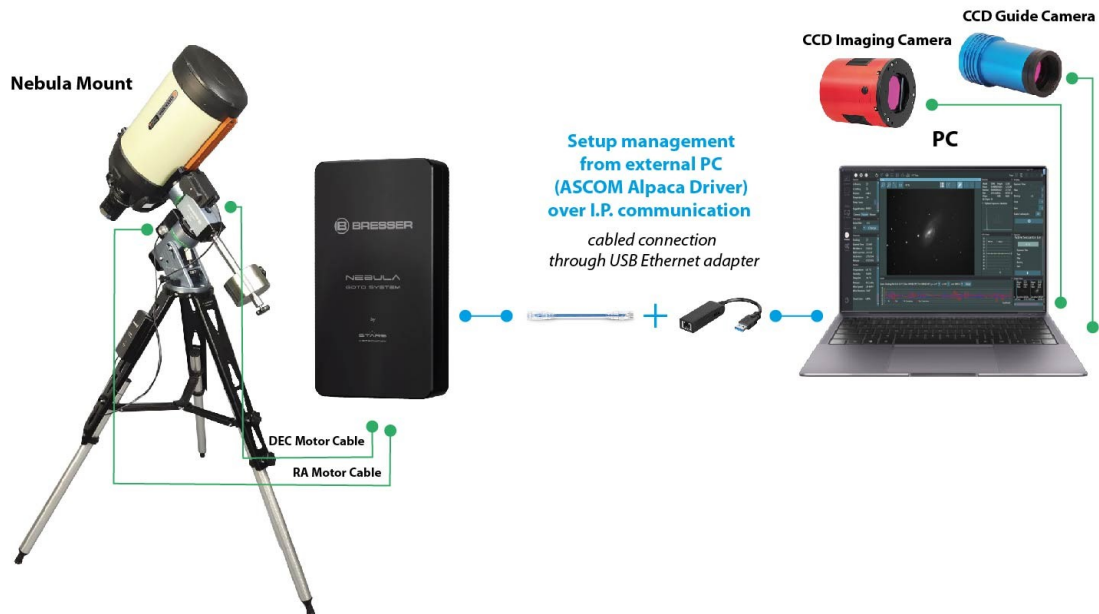 CCD Guide Camera
CCD Imaging Camera
Nebula Mount
PC
Setup management
from external PC
(ASCOM Alpaca Driver)
over I.P. communication
cabled connection
through USB Ethernet adapter
B BRESSER
NEBULA
GOTO SYSTEM
by
DEC Motor Cable
RA Motor Cable